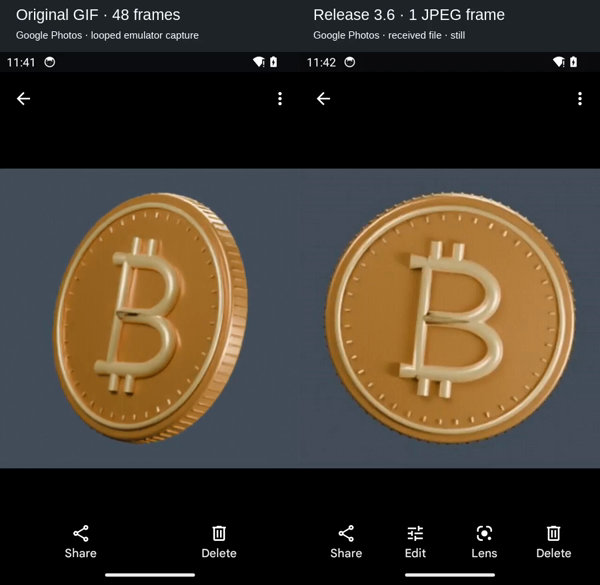 Original GIF · 48 frames
Google Photos · looped emulator capture
11:41
Share
Delete
Release 3.6 · 1 JPEG frame
Google Photos · received file · still
11:42
Share
Edit
Lens
Delete